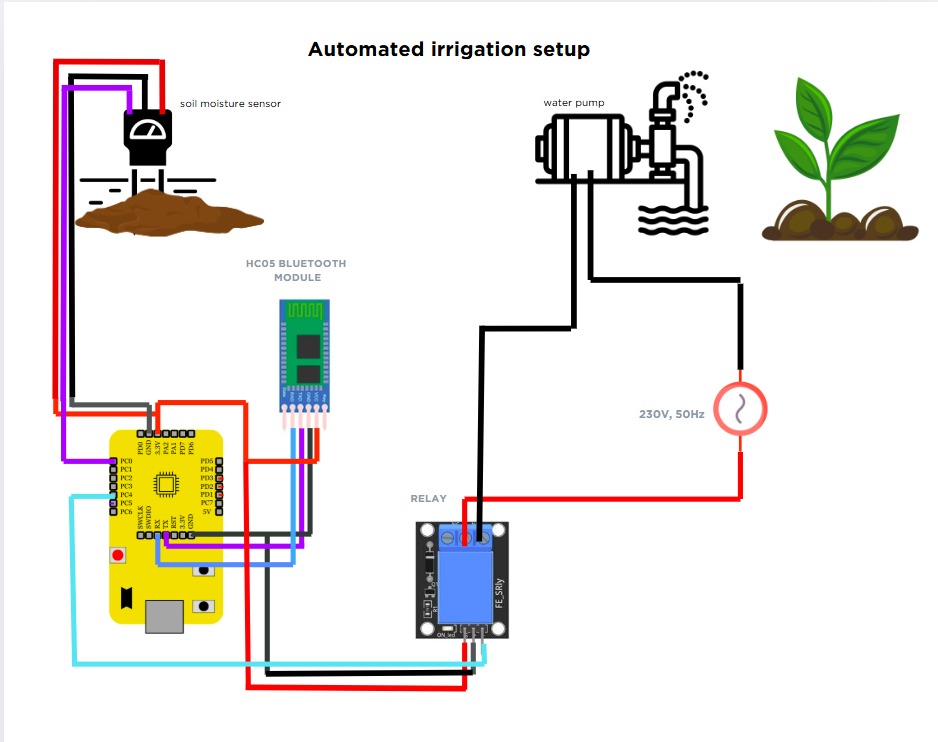 Automated irrigation setup
soil moisture sensor
water pump
HC05 BLUETOOTH
MODULE
230V, 50Hz
RELAY
PD0
GND
3.3V
PA2
PA1
PD7
PD6
PC0
PC1
PC2
PC3
PC4
PC5
PC6
PD5
PD4
PD3
PD2
PD1
PC7
5V
SWCLK
SWDIO
RX
TX
RST
3.3V
GND
FE_SRly
ON_led
R1